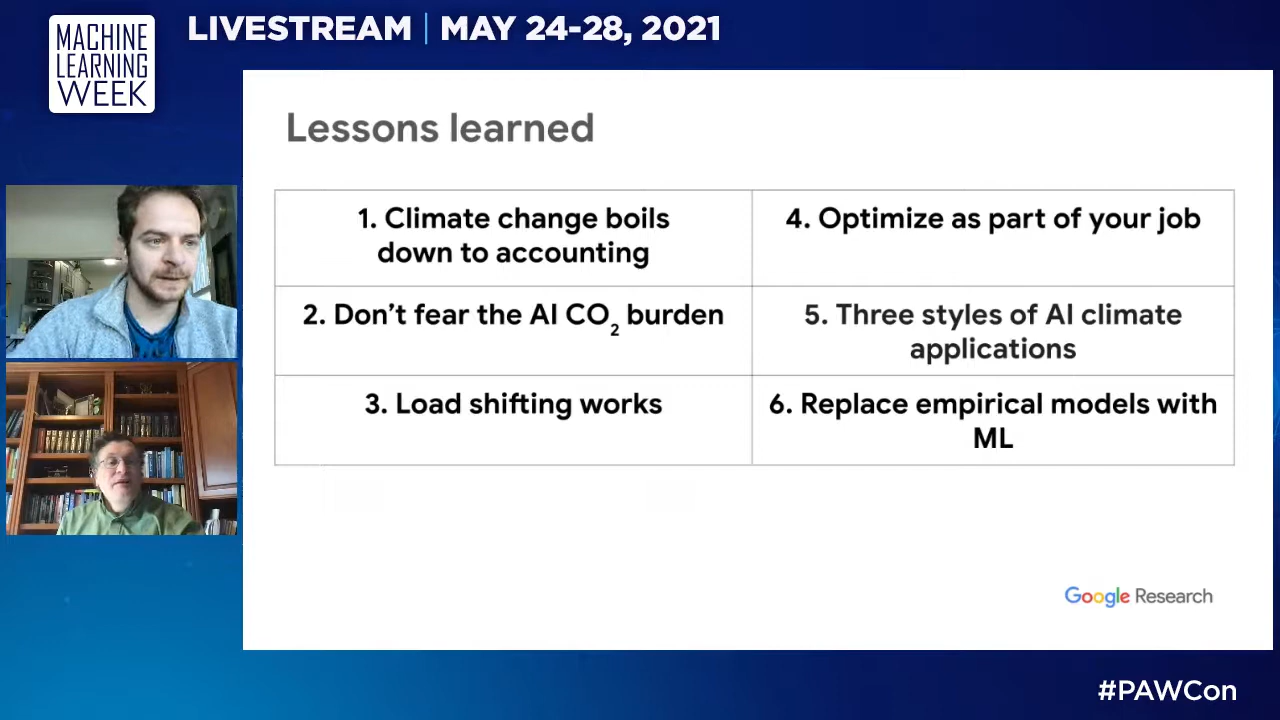 MACHINE
LEARNING
WEEK
LIVESTREAM | MAY 24-28, 2021
Lessons learned
1. Climate change boils
down to accounting
4. Optimize as part of your job
2. Don't fear the AI CO₂ burden
5. Three styles of AI climate
applications
3. Load shifting works
6. Replace empirical models with
ML
Google Research
#PAWCon